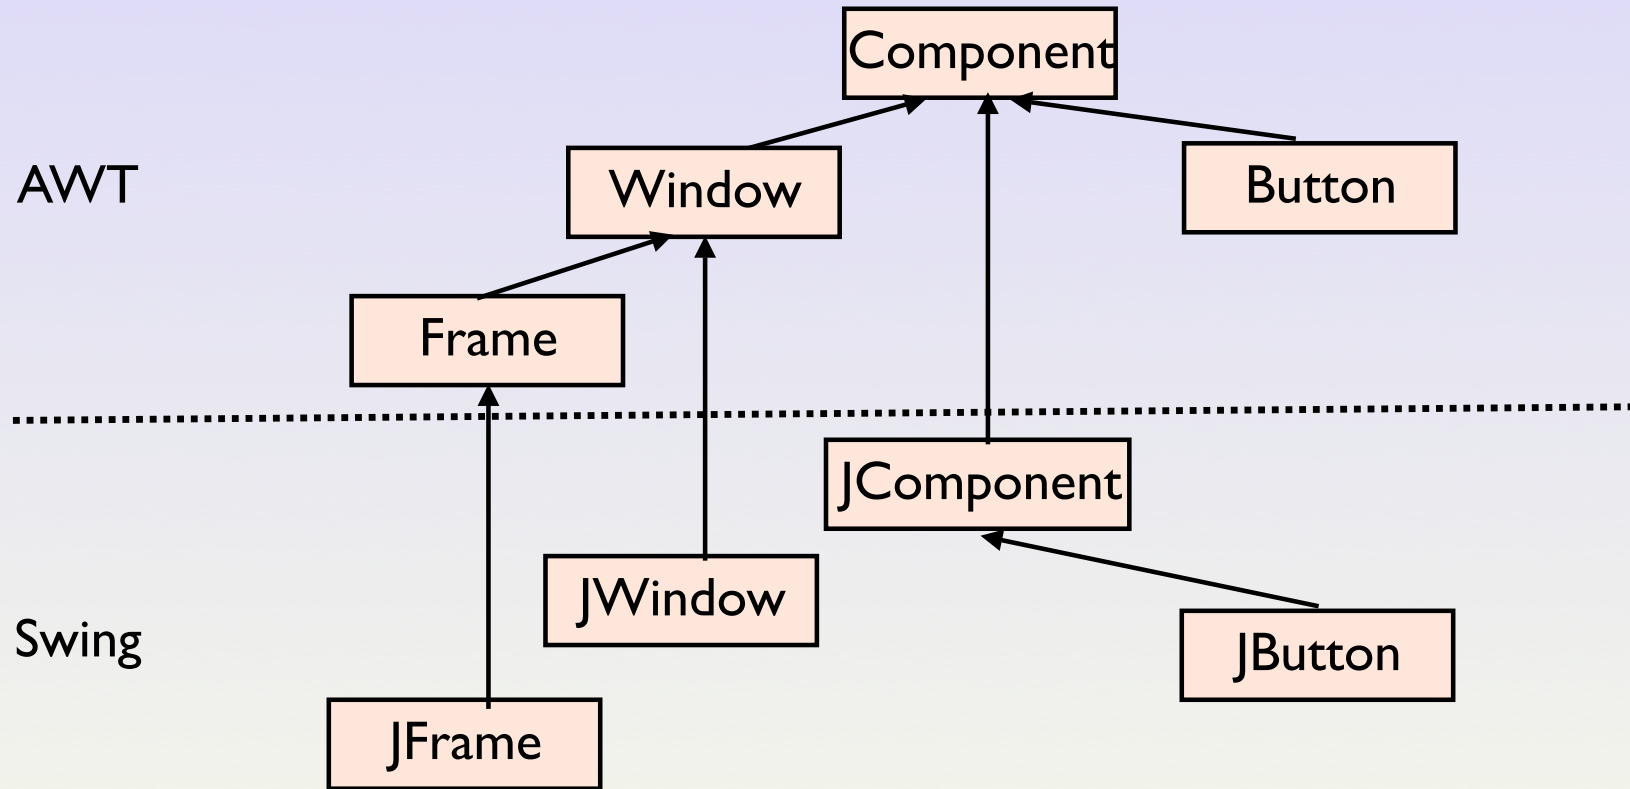 Component
AWT
Window
Button
Frame
JComponent
JWindow
Swing
JButton
JFrame